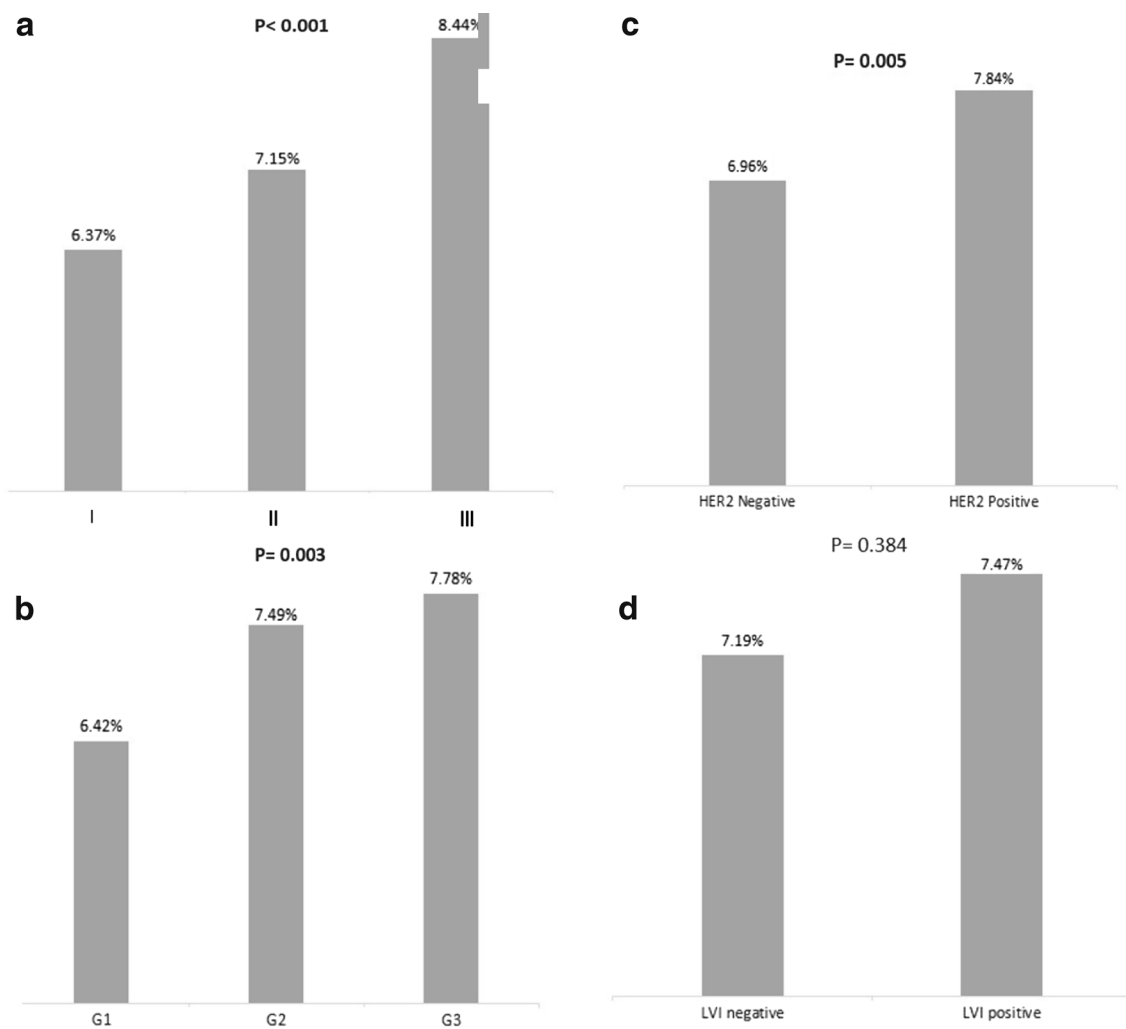 a
P< 0.001
8.44%
7.15%
6.37%
I
II
III
b
P= 0.003
7.78%
7.49%
6.42%
G1
G2
G3
c
P= 0.005
7.84%
6.96%
HER2 Negative
HER2 Positive
d
P= 0.384
7.47%
7.19%
LVI negative
LVI positive